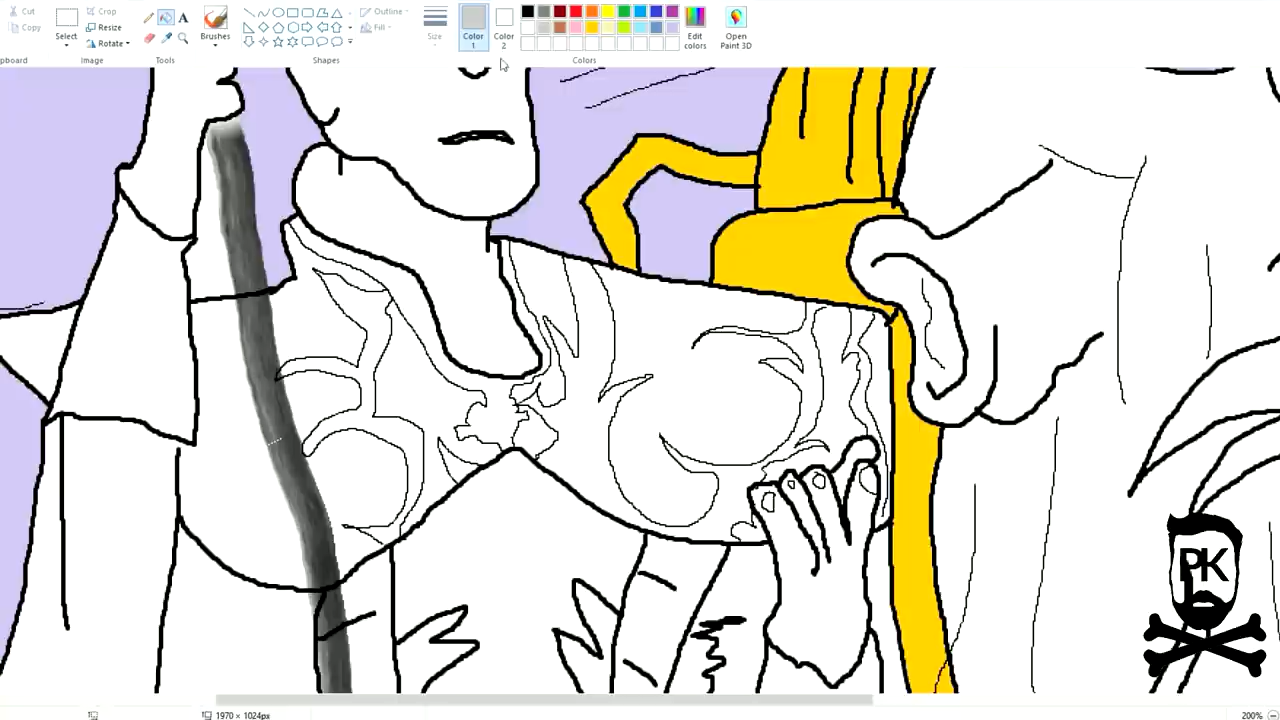 Cut
Copy
pboard
Select
Crop
Resize
Rotate
Image
A
Tools
Brushes
Shapes
Outline
Fill
Size
Color
1
Color
2
Colors
Edit
colors
Open
Paint 3D
PK
1970 × 1024px
200%